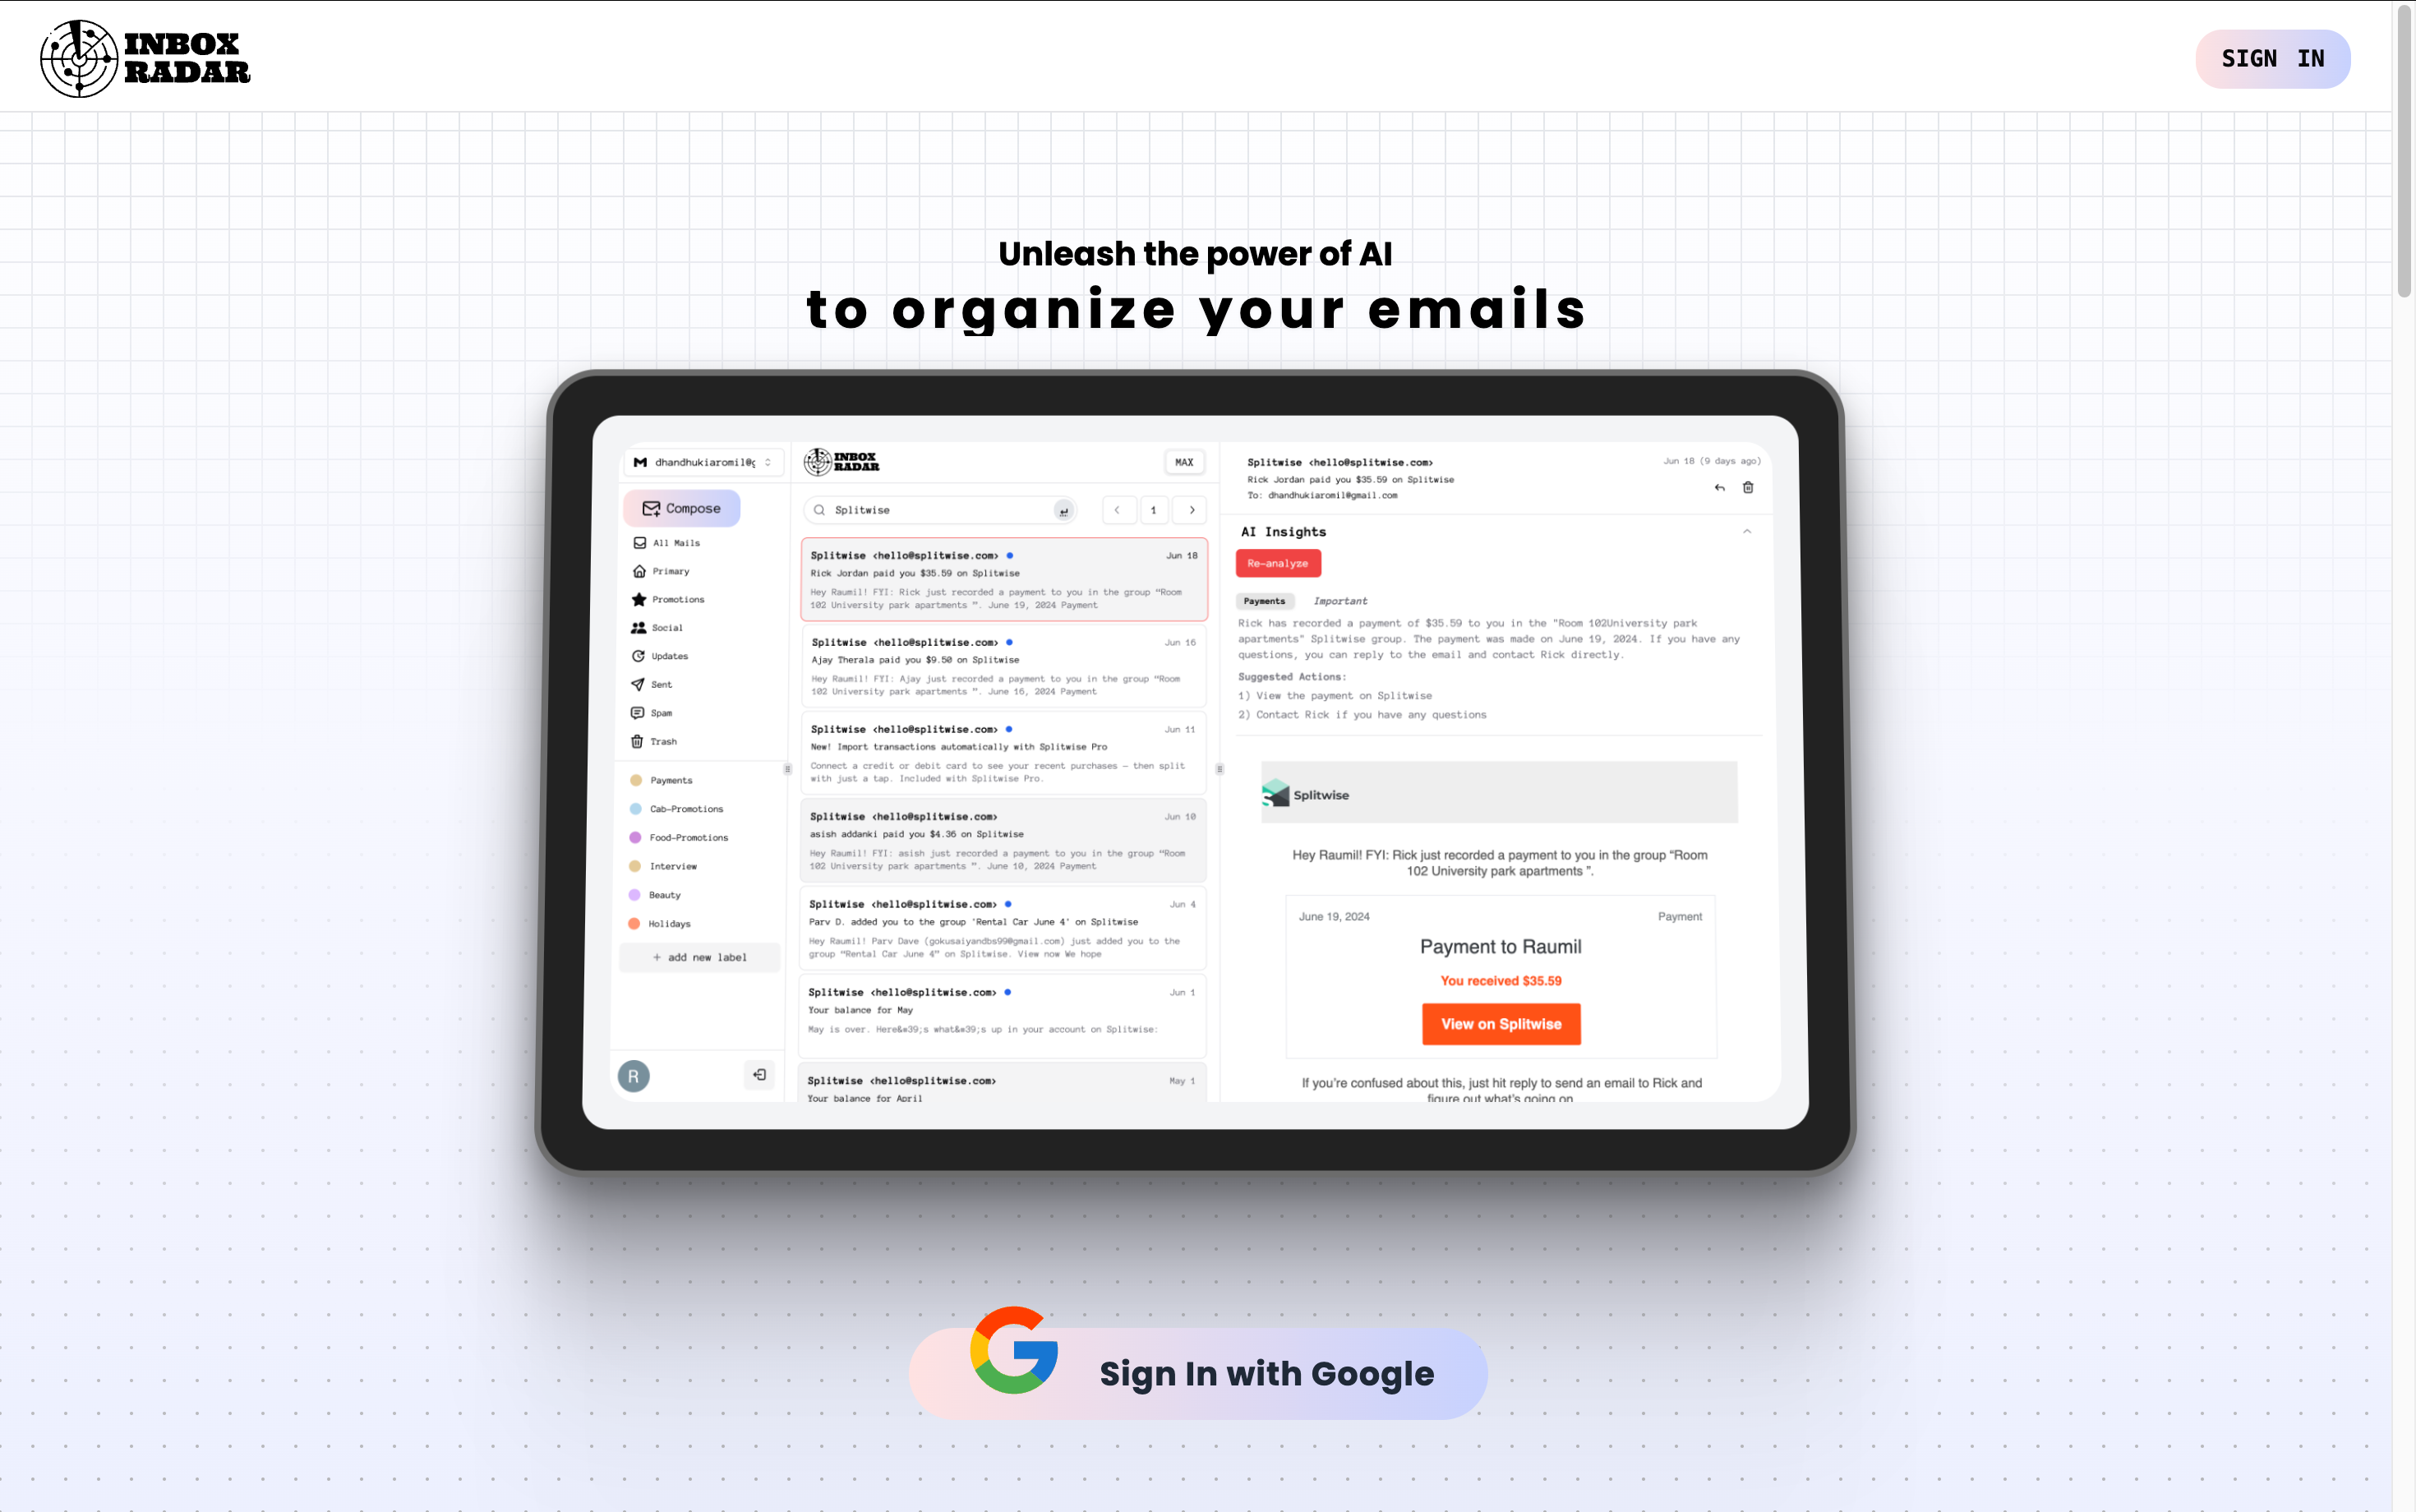 INBOX
RADAR
SIGN IN
Unleash the power of AI
to organize your emails
dhandhukiaromil@g
Compose
All Mails
Primary
Promotions
Social
Updates
Sent
Spam
Trash
Payments
Cab-Promotions
Food-Promotions
Interview
Beauty
Holidays
+ add new label
R
INBOX
RADAR
MAX
Splitwise
1
Splitwise <hello@splitwise.com>
Jun 18
Rick Jordan paid you $35.59 on Splitwise
Hey Raumil! FYI: Rick just recorded a payment to you in the group “Room
102 University park apartments ”. June 19, 2024 Payment
Splitwise <hello@splitwise.com>
Jun 16
Ajay Therala paid you $9.50 on Splitwise
Hey Raumil! FYI: Ajay just recorded a payment to you in the group “Room
102 University park apartments ”. June 16, 2024 Payment
Splitwise <hello@splitwise.com>
Jun 11
New! Import transactions automatically with Splitwise Pro
Connect a credit or debit card to see your recent purchases – then split
with just a tap. Included with Splitwise Pro.
Splitwise <hello@splitwise.com>
Jun 10
asish addanki paid you $4.36 on Splitwise
Hey Raumil! FYI: asish just recorded a payment to you in the group “Room
102 University park apartments ”. June 10, 2024 Payment
Splitwise <hello@splitwise.com>
Jun 4
Parv D. added you to the group 'Rental Car June 4' on Splitwise
Hey Raumil! Parv Dave (gokusaiyandbs99@gmail.com) just added you to the
group “Rental Car June 4” on Splitwise. View now We hope
Splitwise <hello@splitwise.com>
Jun 1
Your balance for May
May is over. Here&#39;s what&#39;s up in your account on Splitwise:
Splitwise <hello@splitwise.com>
May 1
Your balance for April
Splitwise <hello@splitwise.com>
Jun 18 (9 days ago)
Rick Jordan paid you $35.59 on Splitwise
To: dhandhukiaromil@gmail.com
AI Insights
Re-analyze
Payments
Important
Rick has recorded a payment of $35.59 to you in the "Room 102University park
apartments" Splitwise group. The payment was made on June 19, 2024. If you have any
questions, you can reply to the email and contact Rick directly.
Suggested Actions:
1) View the payment on Splitwise
2) Contact Rick if you have any questions
Splitwise
Hey Raumil! FYI: Rick just recorded a payment to you in the group “Room
102 University park apartments ”.
June 19, 2024
Payment
Payment to Raumil
You received $35.59
View on Splitwise
If you’re confused about this, just hit reply to send an email to Rick and
figure out what’s going on
Sign In with Google